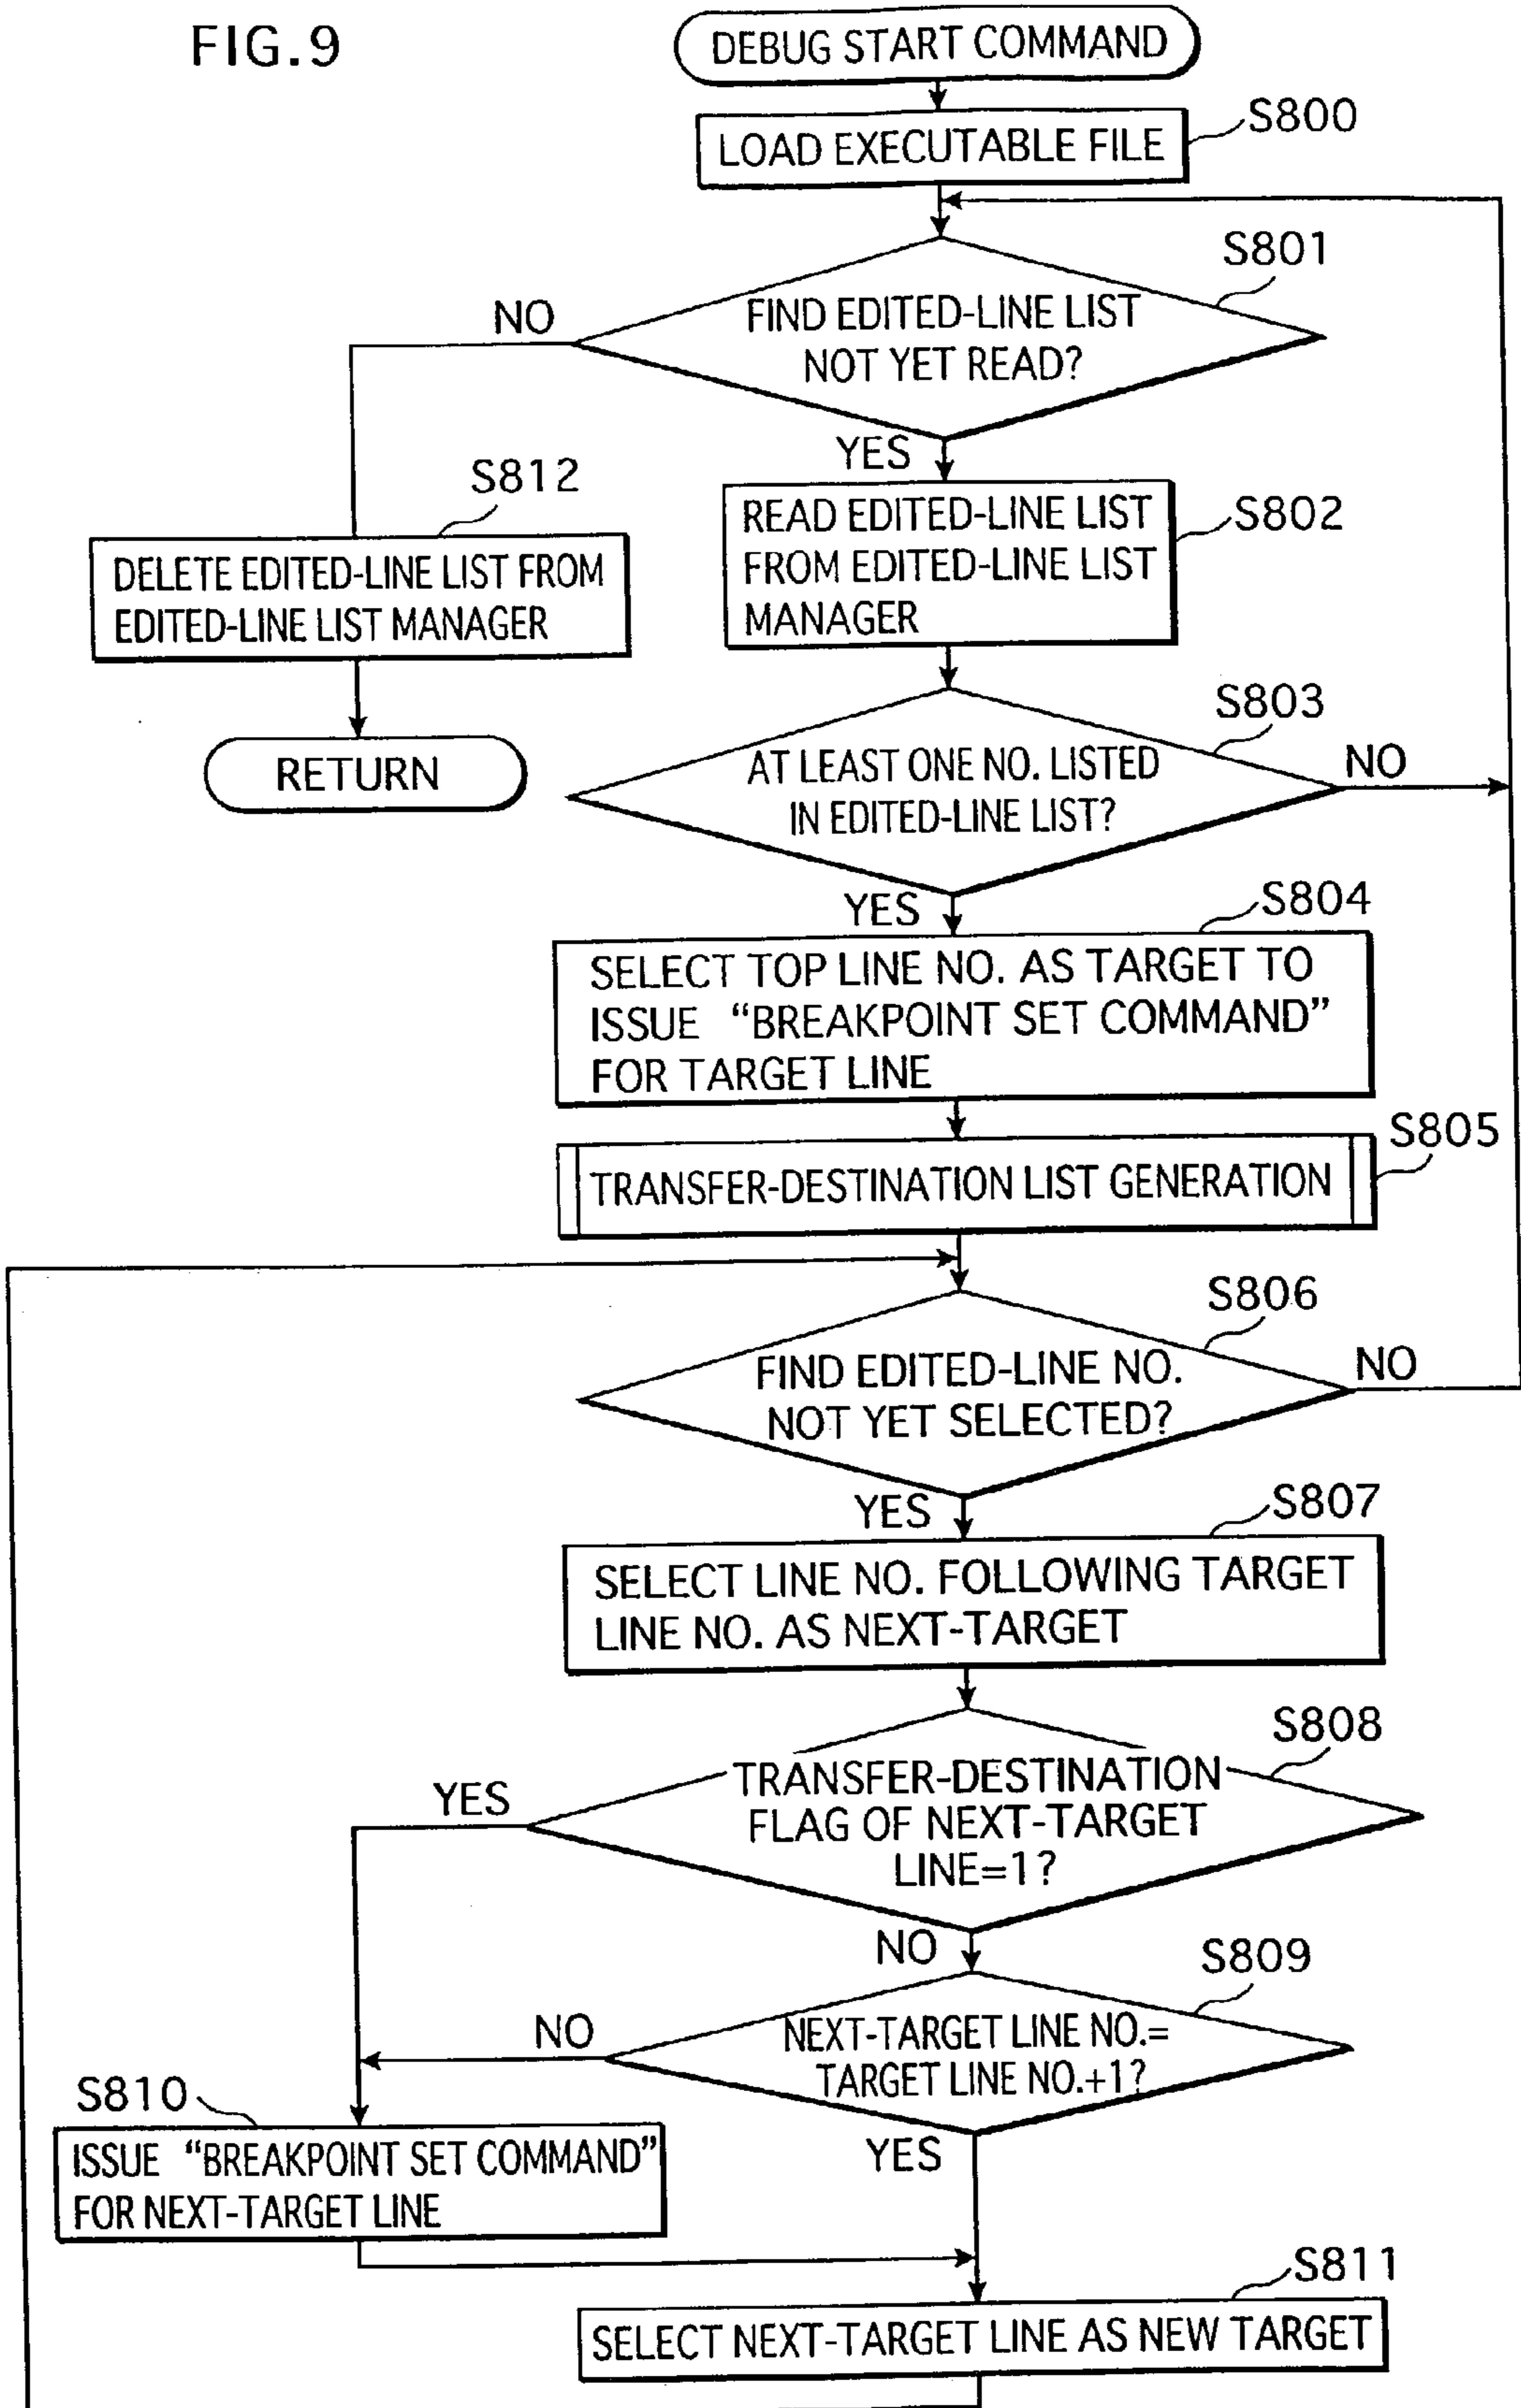 FIG.9
DEBUG START COMMAND
LOAD EXECUTABLE FILE
S800
S801
FIND EDITED-LINE LIST
NOT YET READ?
NO
YES
S812
DELETE EDITED-LINE LIST FROM
EDITED-LINE LIST MANAGER
RETURN
S802
READ EDITED-LINE LIST
FROM EDITED-LINE LIST
MANAGER
S803
AT LEAST ONE NO. LISTED
IN EDITED-LINE LIST?
NO
YES
S804
SELECT TOP LINE NO. AS TARGET TO
ISSUE “BREAKPOINT SET COMMAND”
FOR TARGET LINE
S805
TRANSFER-DESTINATION LIST GENERATION
S806
FIND EDITED-LINE NO.
NOT YET SELECTED?
NO
YES
S807
SELECT LINE NO. FOLLOWING TARGET
LINE NO. AS NEXT-TARGET
S808
TRANSFER-DESTINATION
FLAG OF NEXT-TARGET
LINE=1?
YES
NO
S809
NEXT-TARGET LINE NO.=
TARGET LINE NO.+1?
NO
YES
S810
ISSUE “BREAKPOINT SET COMMAND”
FOR NEXT-TARGET LINE
S811
SELECT NEXT-TARGET LINE AS NEW TARGET